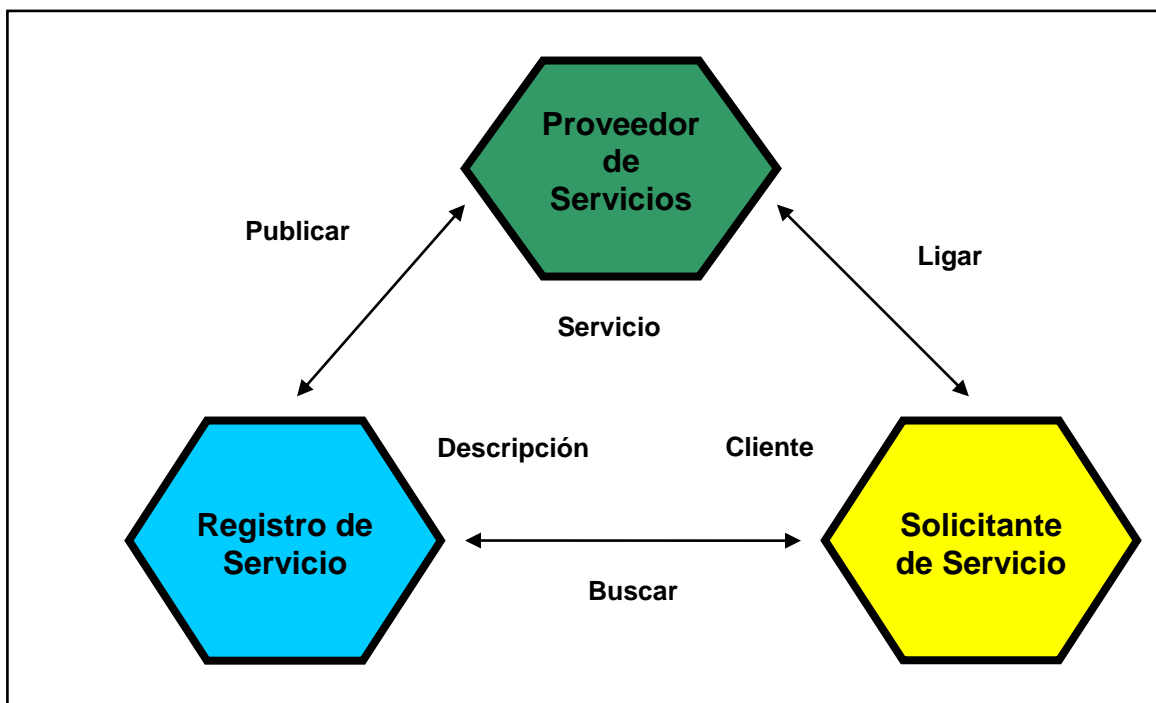 Proveedor
de
Servicios
Publicar
Ligar
Servicio
Descripción
Cliente
Registro de
Servicio
Solicitante
de Servicio
Buscar